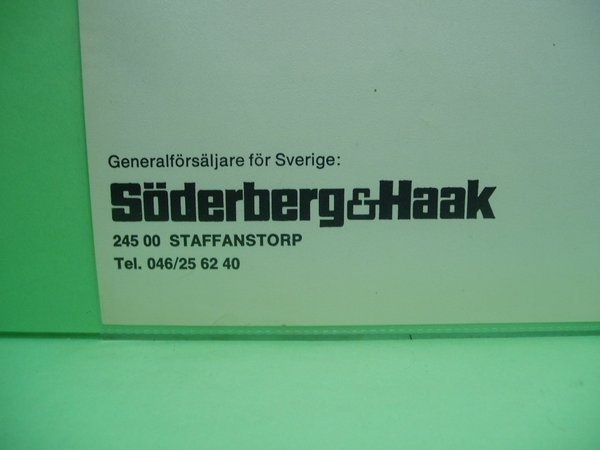 Generalförsäljare för Sverige:
Söderberg&Haak
245 00 STAFFANSTORP
Tel. 046/25 62 40